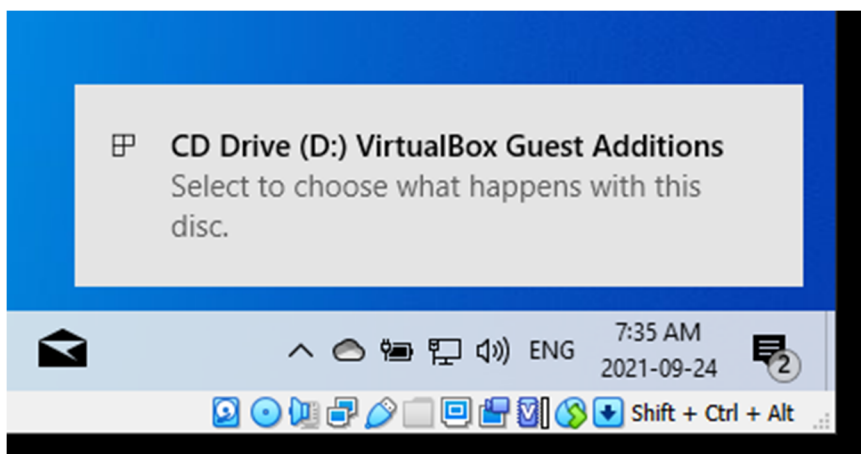 CD Drive (D:) VirtualBox Guest Additions
Select to choose what happens with this
disc.
ENG
7:35 AM
2021-09-24
2
Shift + Ctrl + Alt